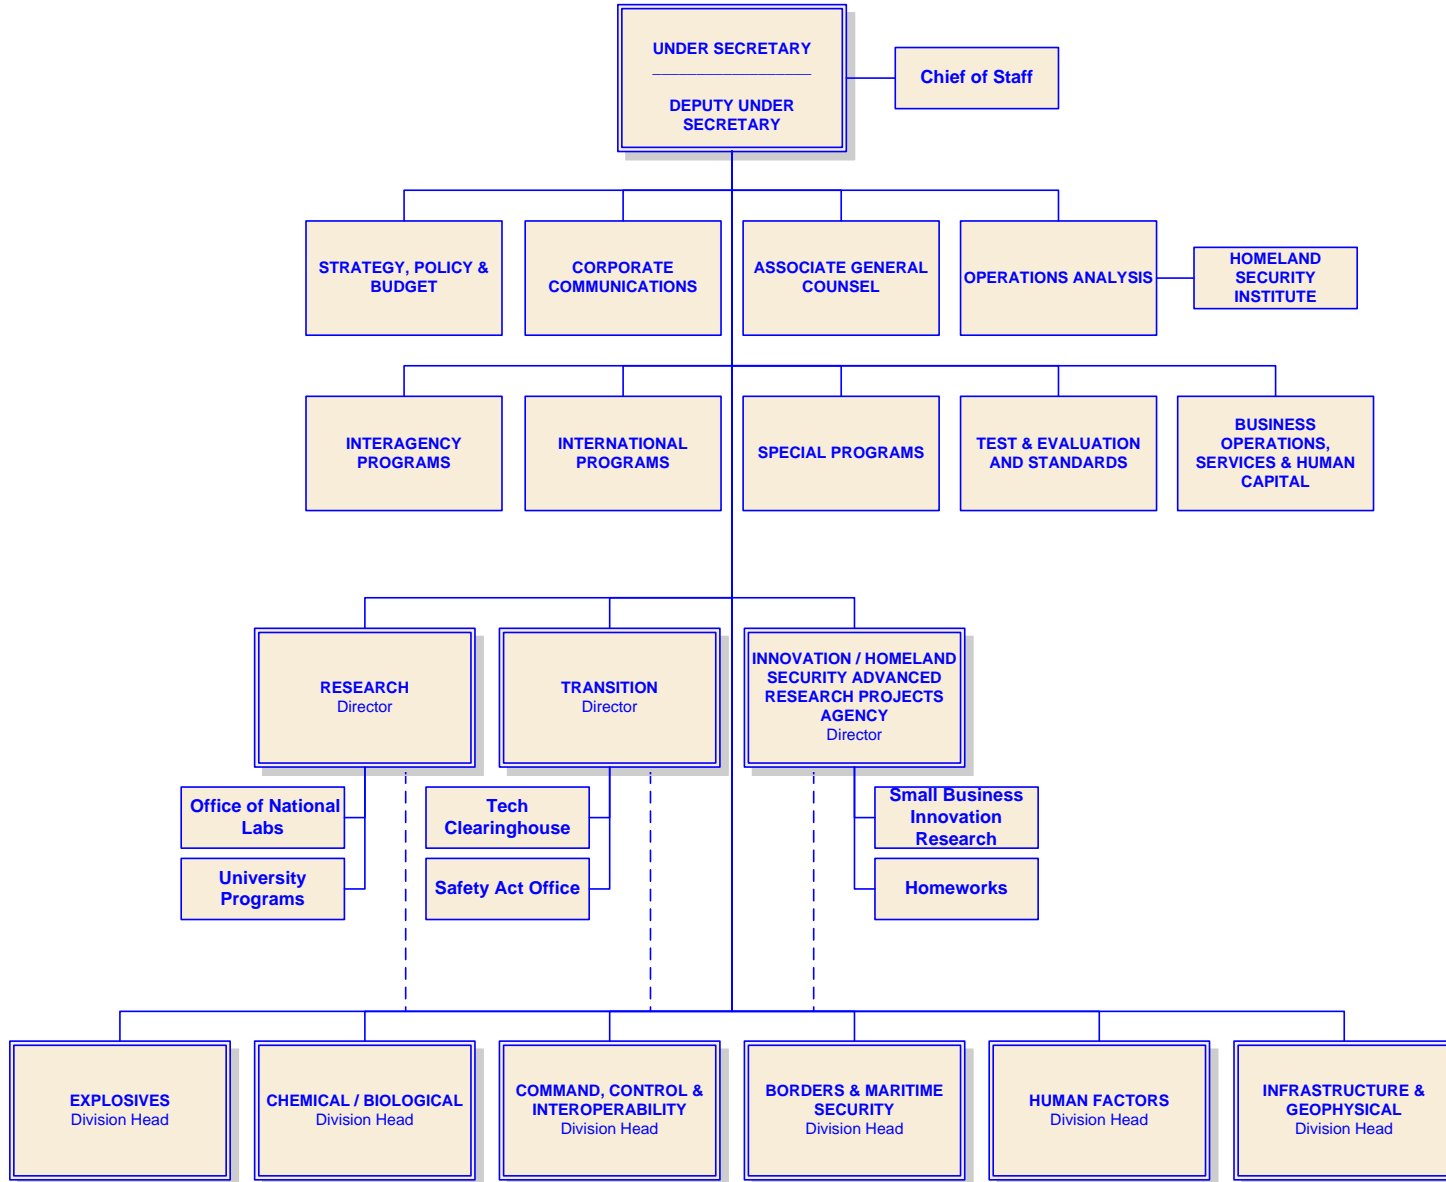 UNDER SECRETARY
DEPUTY UNDER
SECRETARY
Chief of Staff
STRATEGY, POLICY &
BUDGET
CORPORATE
COMMUNICATIONS
ASSOCIATE GENERAL
COUNSEL
OPERATIONS ANALYSIS
HOMELAND
SECURITY
INSTITUTE
INTERAGENCY
PROGRAMS
INTERNATIONAL
PROGRAMS
SPECIAL PROGRAMS
TEST & EVALUATION
AND STANDARDS
BUSINESS
OPERATIONS,
SERVICES & HUMAN
CAPITAL
RESEARCH
Director
TRANSITION
Director
INNOVATION / HOMELAND
SECURITY ADVANCED
RESEARCH PROJECTS
AGENCY
Director
Office of National
Labs
University
Programs
Tech
Clearinghouse
Safety Act Office
Small Business
Innovation
Research
Homeworks
EXPLOSIVES
Division Head
CHEMICAL / BIOLOGICAL
Division Head
COMMAND, CONTROL &
INTEROPERABILITY
Division Head
BORDERS & MARITIME
SECURITY
Division Head
HUMAN FACTORS
Division Head
INFRASTRUCTURE &
GEOPHYSICAL
Division Head